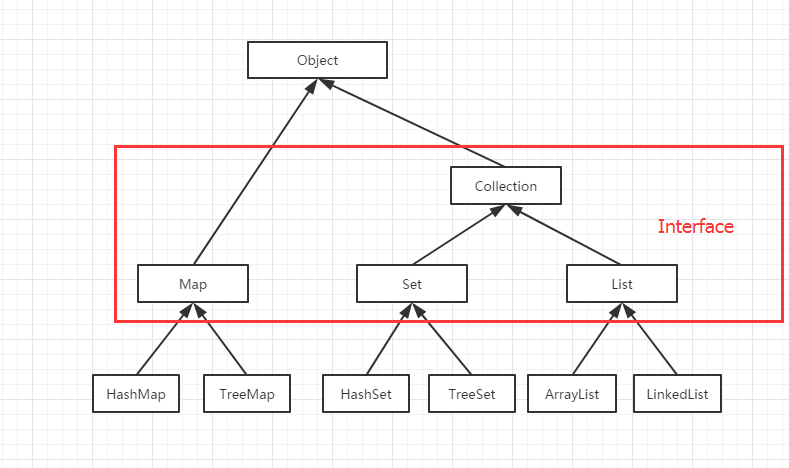 Object
Collection
Interface
Map
Set
List
HashMap
TreeMap
HashSet
TreeSet
ArrayList
LinkedList